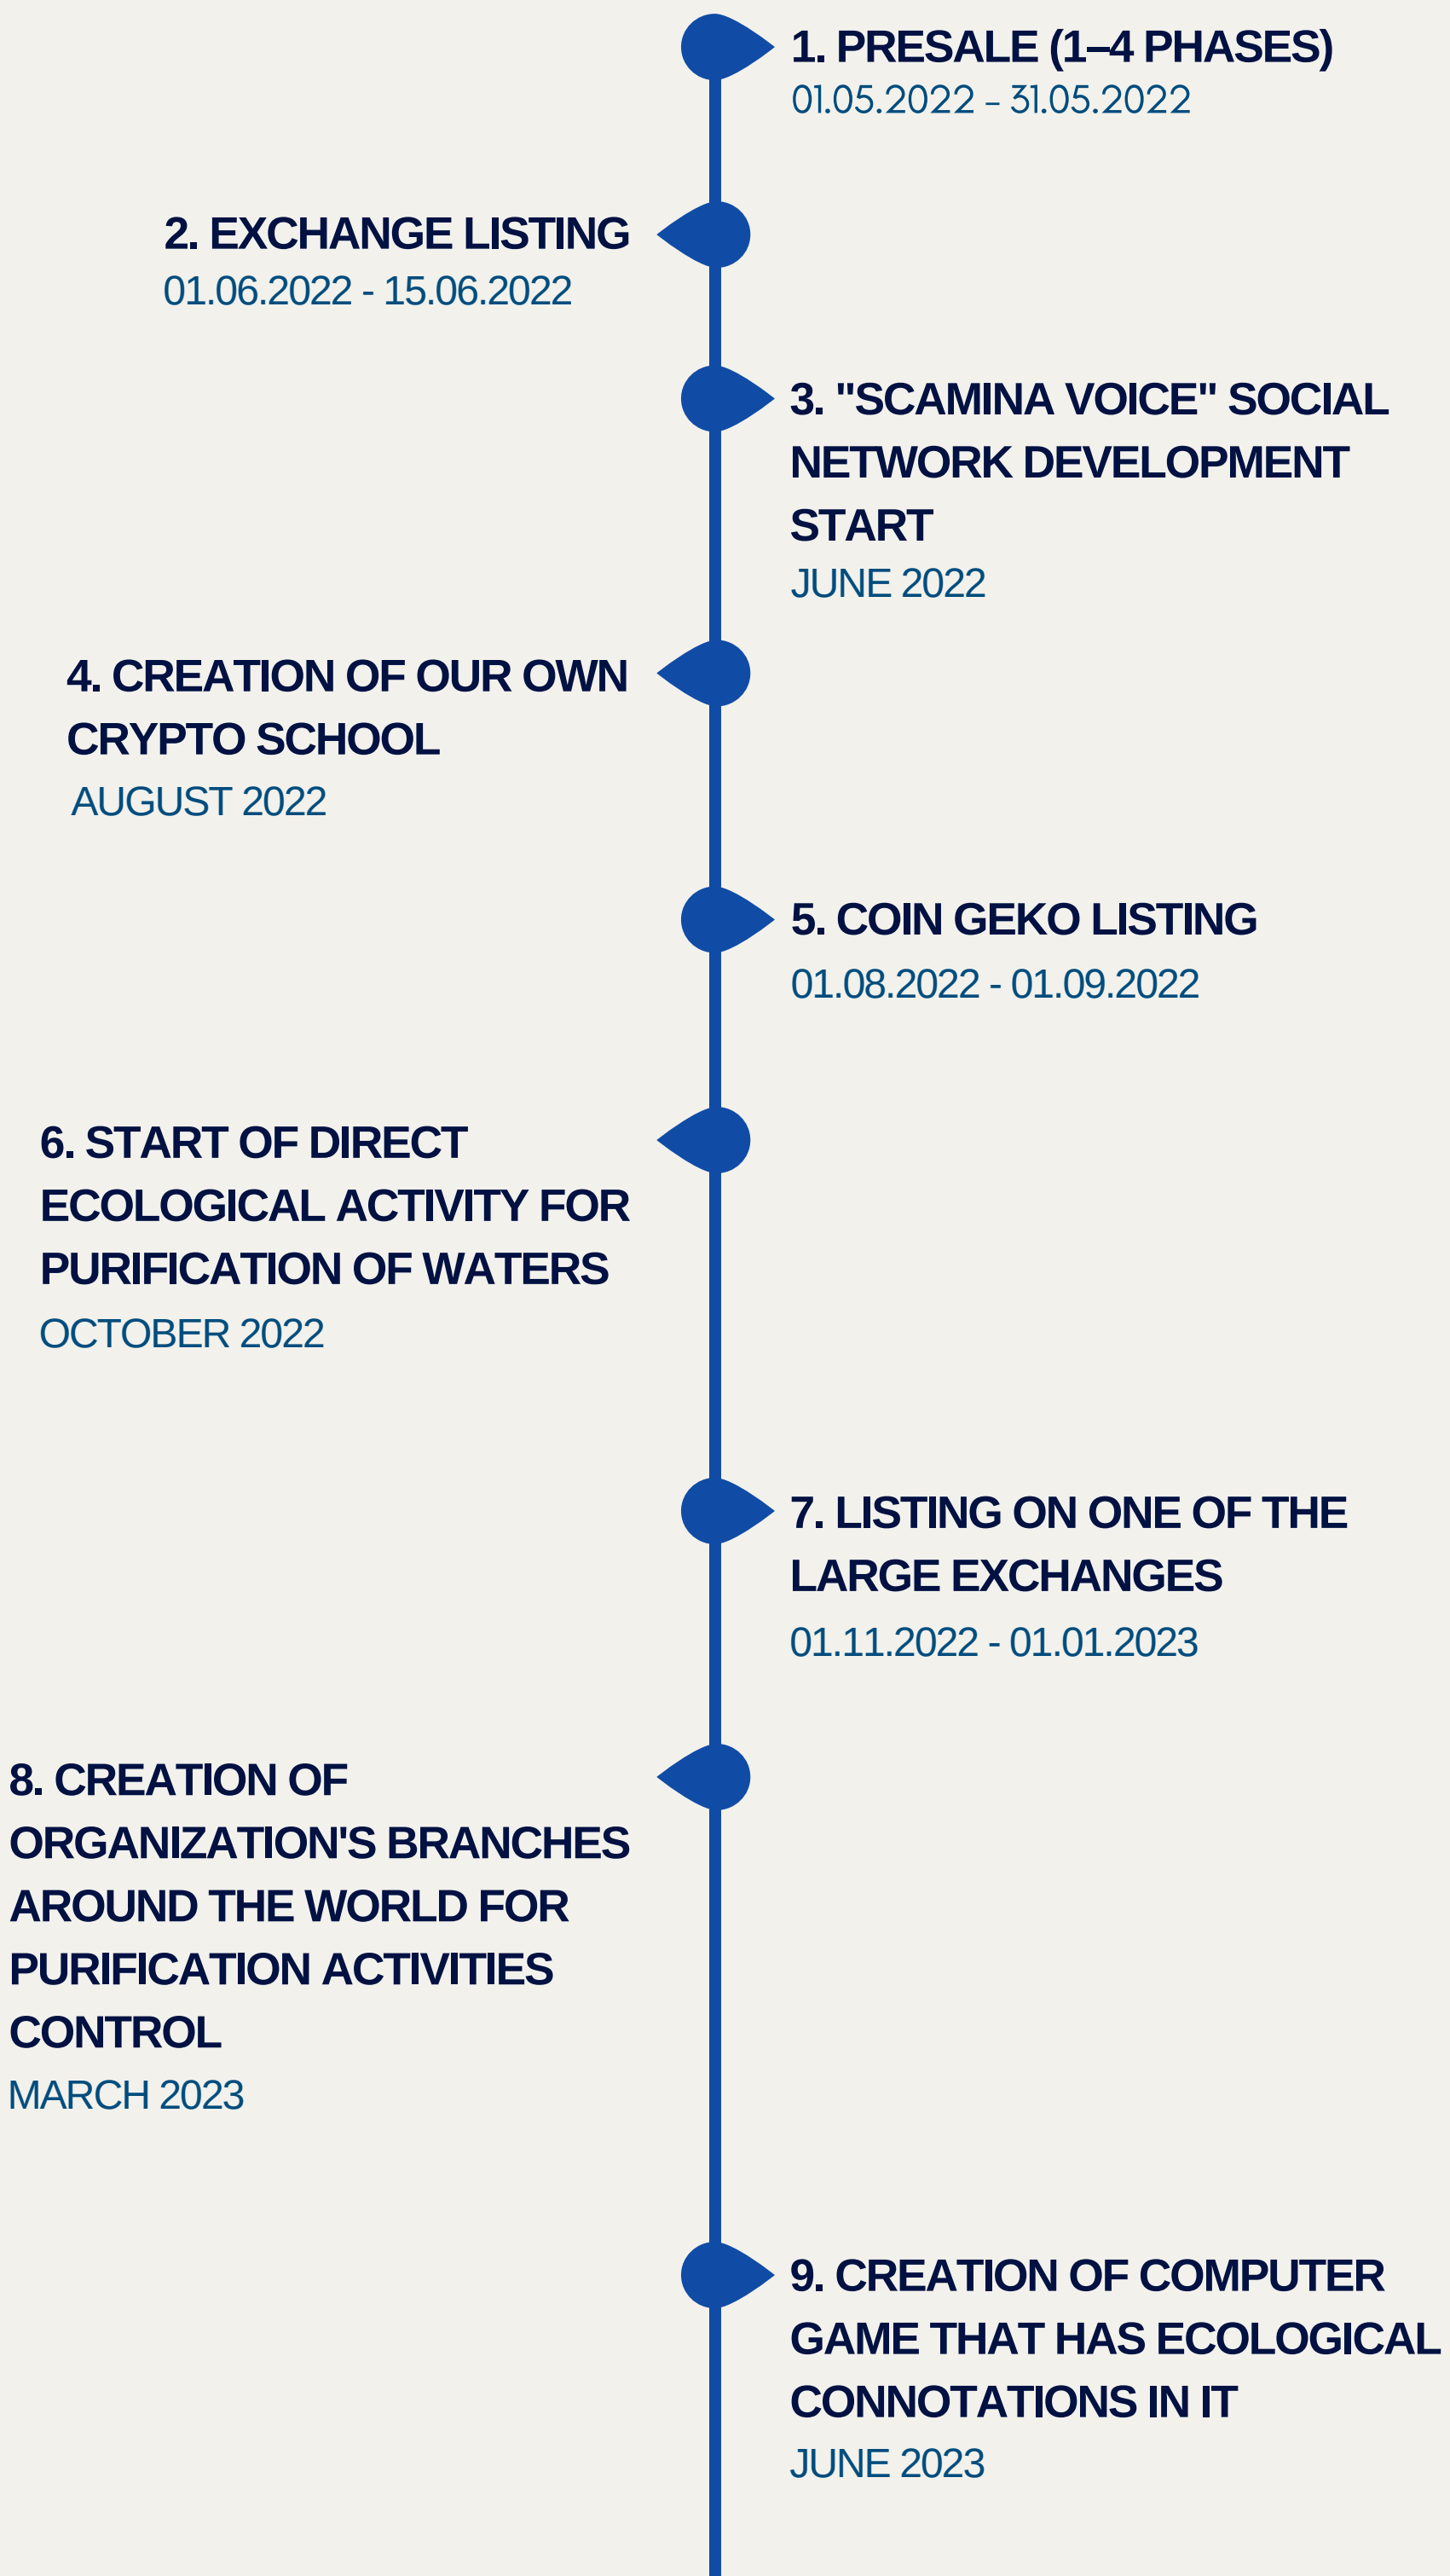 1. PRESALE (1–4 PHASES)
01.05.2022 – 31.05.2022
2. EXCHANGE LISTING
01.06.2022 - 15.06.2022
3. "SCAMINA VOICE" SOCIAL
NETWORK DEVELOPMENT
START
JUNE 2022
4. CREATION OF OUR OWN
CRYPTO SCHOOL
AUGUST 2022
5. COIN GEKO LISTING
01.08.2022 - 01.09.2022
6. START OF DIRECT
ECOLOGICAL ACTIVITY FOR
PURIFICATION OF WATERS
OCTOBER 2022
7. LISTING ON ONE OF THE
LARGE EXCHANGES
01.11.2022 - 01.01.2023
8. CREATION OF
ORGANIZATION'S BRANCHES
AROUND THE WORLD FOR
PURIFICATION ACTIVITIES
CONTROL
MARCH 2023
9. CREATION OF COMPUTER
GAME THAT HAS ECOLOGICAL
CONNOTATIONS IN IT
JUNE 2023